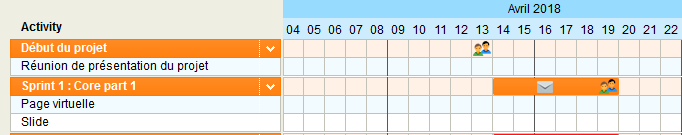 Avril 2018
Activity
04 05 06 07 08 09 10 11 12 13 14 15 16 17 18 19 20 21 22
Début du projet
Réunion de présentation du projet
Sprint 1 : Core part 1
Page virtuelle
Slide